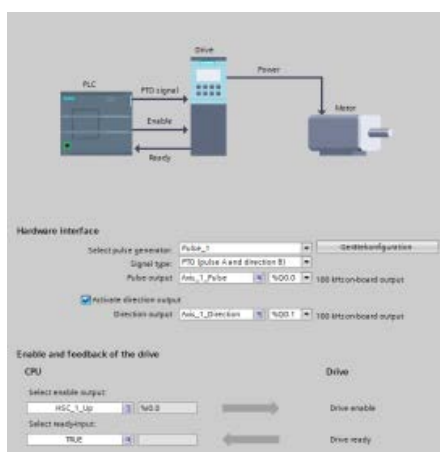 Drive
PLC
PTO signal
Power
Motor
Enable
Ready
Hardware interface
Select pulse generator: Pulse_1 Gerätekonfiguration
Signal type: PTO (pulse A and direction B)
Pulse output: Axis_1_Pulse %Q0.0 100 kHz on-board output
Activate direction output
Direction output: Axis_1_Direction %Q0.1 100 kHz on-board output
Enable and feedback of the drive
CPU Drive
Select enable output:
HSC_1_Up Drive enable
Select ready-input:
TRUE Drive ready